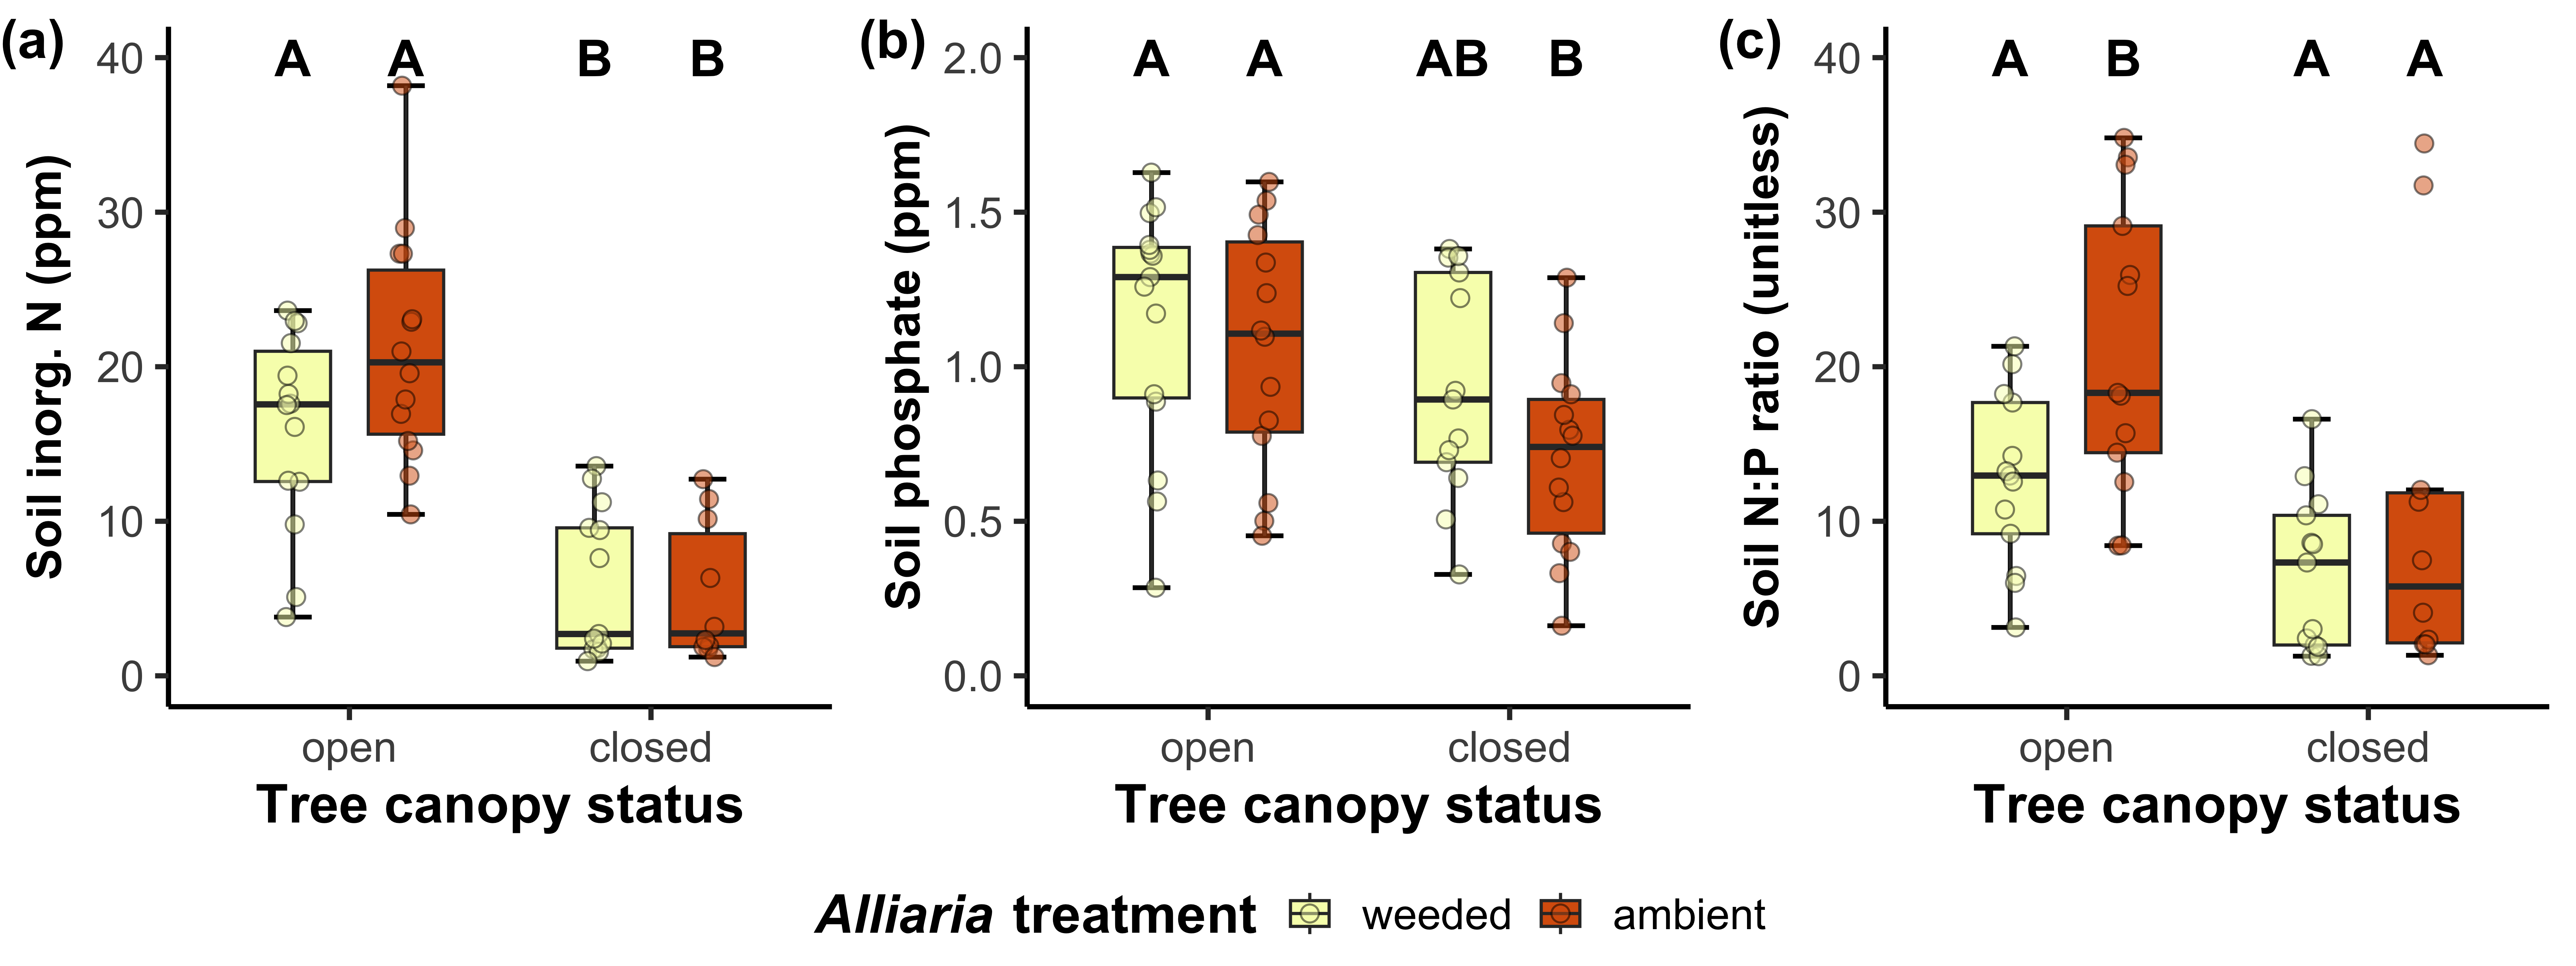 (a)
Soil inorg. N (ppm)
40
30
20
10
0
A A B B
open closed
Tree canopy status
(b)
Soil phosphate (ppm)
2.0
1.5
1.0
0.5
0.0
A A AB B
open closed
Tree canopy status
(c)
Soil N:P ratio (unitless)
40
30
20
10
0
A B A A
open closed
Tree canopy status
Alliaria treatment weeded ambient